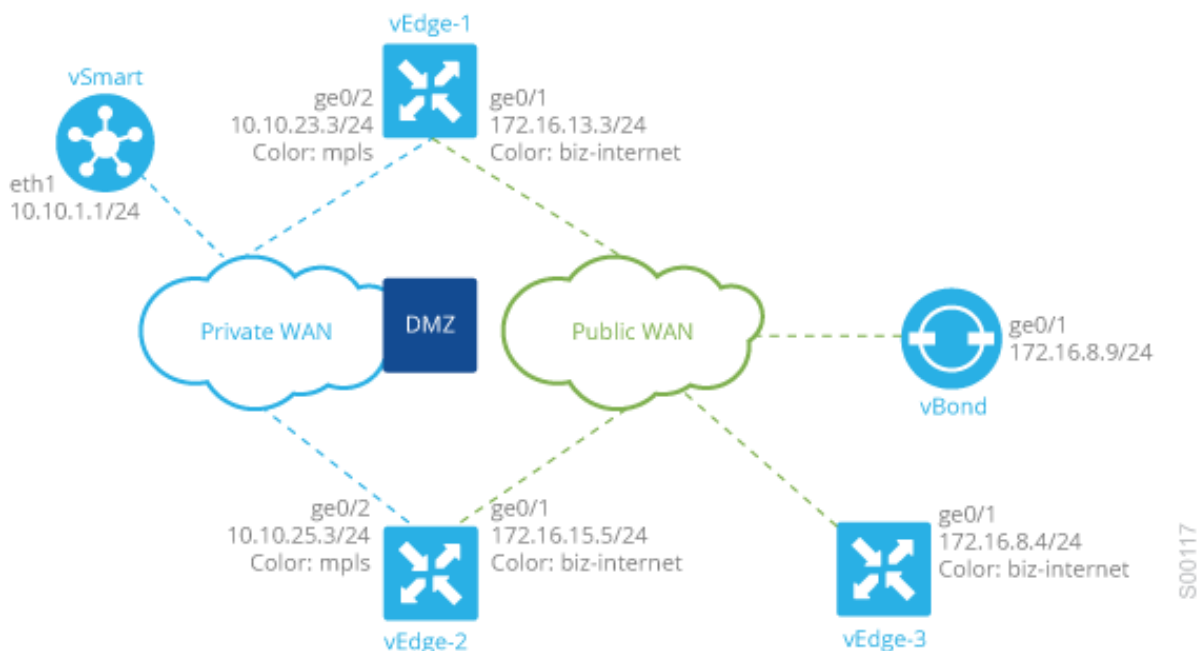 vEdge-1
vSmart
ge0/2
10.10.23.3/24
Color: mpls
ge0/1
172.16.13.3/24
Color: biz-internet
eth1
10.10.1.1/24
Private WAN
DMZ
Public WAN
ge0/1
172.16.8.9/24
vBond
ge0/2
10.10.25.3/24
Color: mpls
ge0/1
172.16.15.5/24
Color: biz-internet
vEdge-2
ge0/1
172.16.8.4/24
Color: biz-internet
vEdge-3
S00117